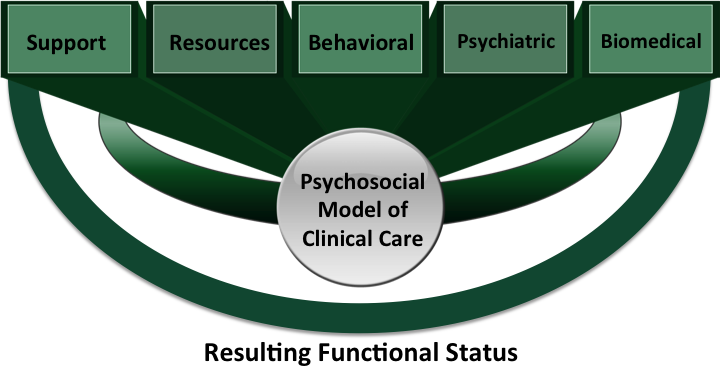 Support
Resources
Behavioral
Psychiatric
Biomedical
Psychosocial
Model of
Clinical Care
Resulting Functional Status